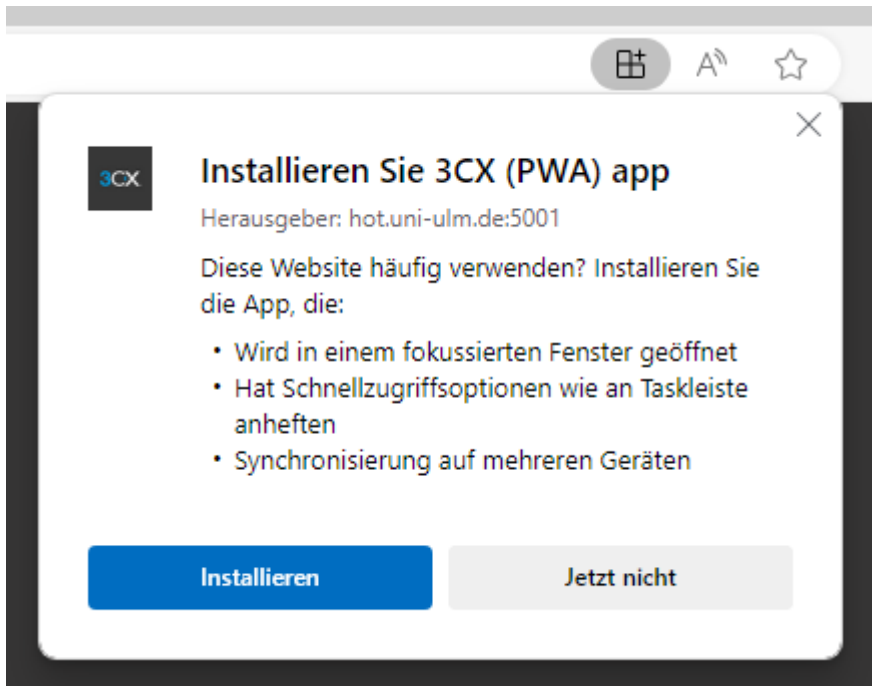 3CX
Installieren Sie 3CX (PWA) app
Herausgeber: hot.uni-ulm.de:5001
Diese Website häufig verwenden? Installieren Sie
die App, die:
• Wird in einem fokussierten Fenster geöffnet
• Hat Schnellzugriffsoptionen wie an Taskleiste
anheften
• Synchronisierung auf mehreren Geräten
Installieren
Jetzt nicht